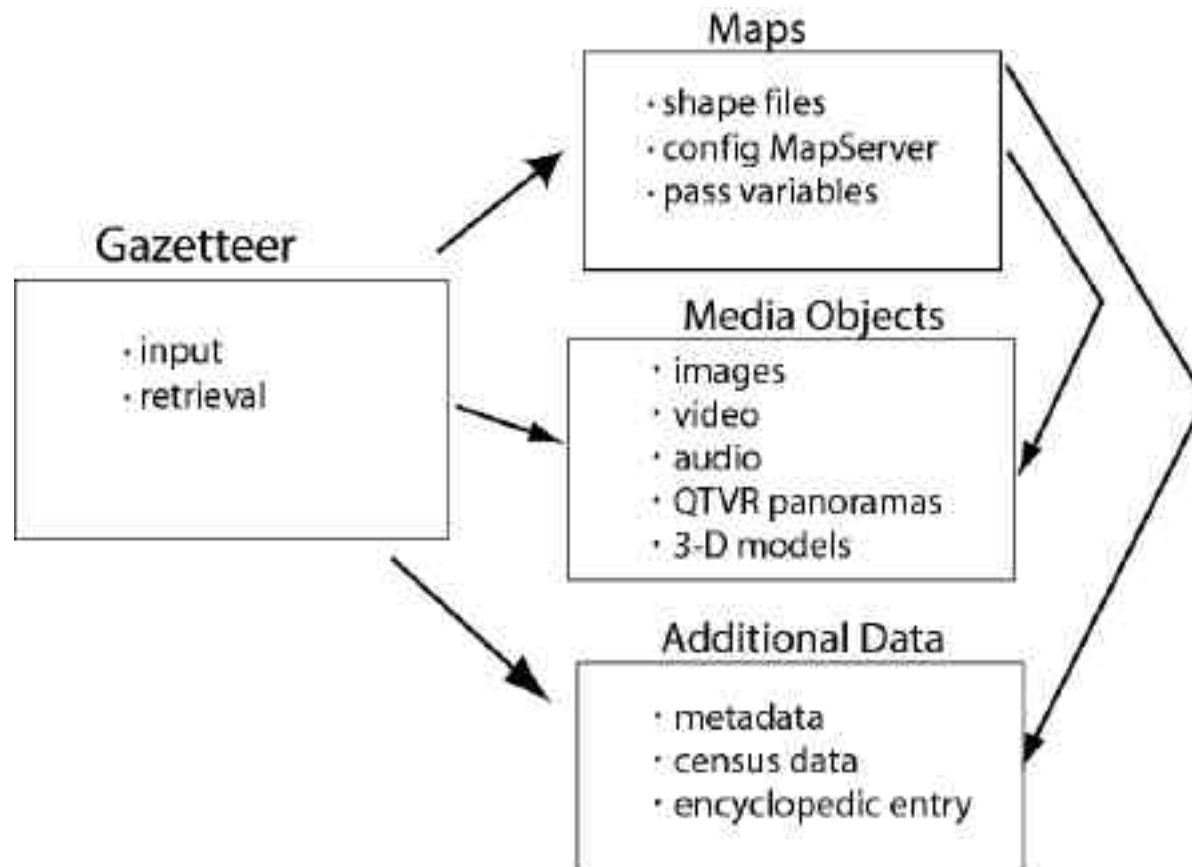 Maps
· shape files
· config MapServer
· pass variables
Gazetteer
· input
· retrieval
Media Objects
· images
· video
· audio
· QTVR panoramas
· 3-D models
Additional Data
· metadata
· census data
· encyclopedic entry